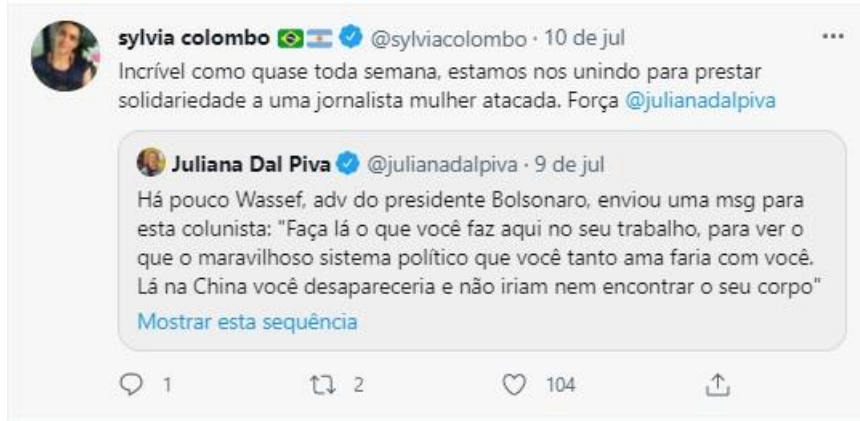 sylvia colombo 🇧🇷🇦🇷 @sylviacolombo · 10 de jul
Incrível como quase toda semana, estamos nos unindo para prestar
solidariedade a uma jornalista mulher atacada. Força @julianadalpiva
Juliana Dal Piva @julianadalpiva · 9 de jul
Há pouco Wassef, adv do presidente Bolsonaro, enviou uma msg para
esta colunista: "Faça lá o que você faz aqui no seu trabalho, para ver o
que o maravilhoso sistema político que você tanto ama faria com você.
Lá na China você desapareceria e não iriam nem encontrar o seu corpo"
Mostrar esta sequência
1 2 104